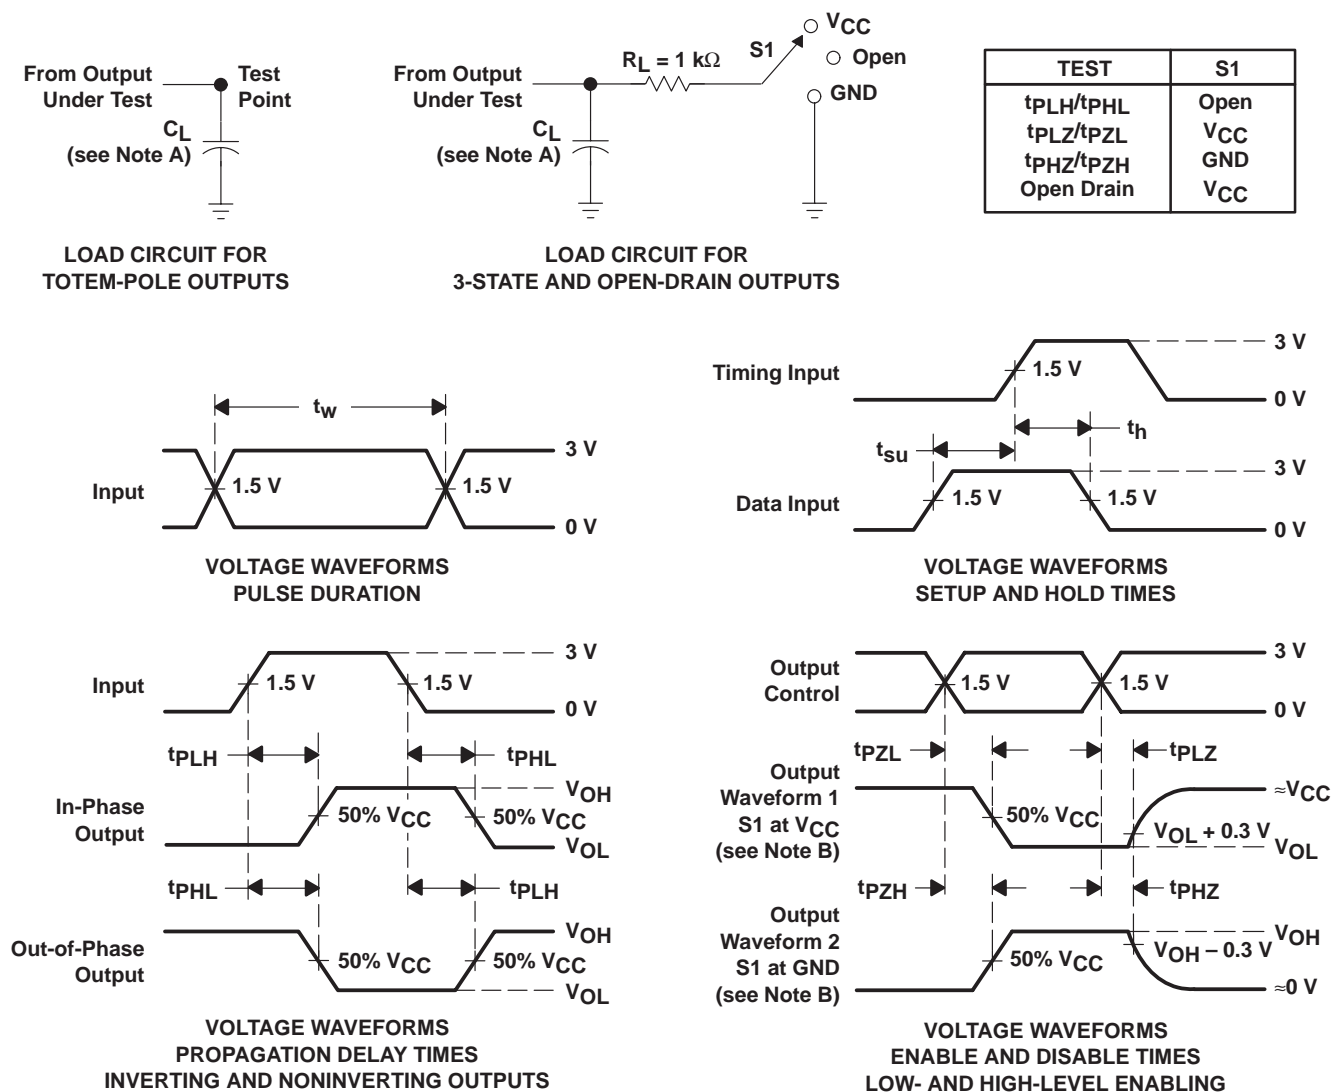 From Output
Under Test
Test
Point
CL
(see Note A)
LOAD CIRCUIT FOR
TOTEM-POLE OUTPUTS
From Output
Under Test
RL = 1 kΩ
S1
VCC
Open
GND
CL
(see Note A)
LOAD CIRCUIT FOR
3-STATE AND OPEN-DRAIN OUTPUTS
TEST S1
tPLH/tPHL Open
tPLZ/tPZL VCC
tPHZ/tPZH GND
Open Drain VCC
tw
Input
1.5 V
1.5 V
3 V
0 V
VOLTAGE WAVEFORMS
PULSE DURATION
Timing Input
1.5 V
3 V
0 V
th
tsu
Data Input
1.5 V
1.5 V
3 V
0 V
VOLTAGE WAVEFORMS
SETUP AND HOLD TIMES
Input
1.5 V
1.5 V
3 V
0 V
tPLH
tPHL
In-Phase
Output
50% VCC
50% VCC
VOH
VOL
tPHL
tPLH
Out-of-Phase
Output
50% VCC
50% VCC
VOH
VOL
VOLTAGE WAVEFORMS
PROPAGATION DELAY TIMES
INVERTING AND NONINVERTING OUTPUTS
Output
Control
1.5 V
1.5 V
3 V
0 V
tPZL
tPLZ
Output
Waveform 1
S1 at VCC
(see Note B)
50% VCC
VOL + 0.3 V
≈VCC
VOL
tPZH
tPHZ
Output
Waveform 2
S1 at GND
(see Note B)
50% VCC
VOH − 0.3 V
VOH
≈0 V
VOLTAGE WAVEFORMS
ENABLE AND DISABLE TIMES
LOW- AND HIGH-LEVEL ENABLING